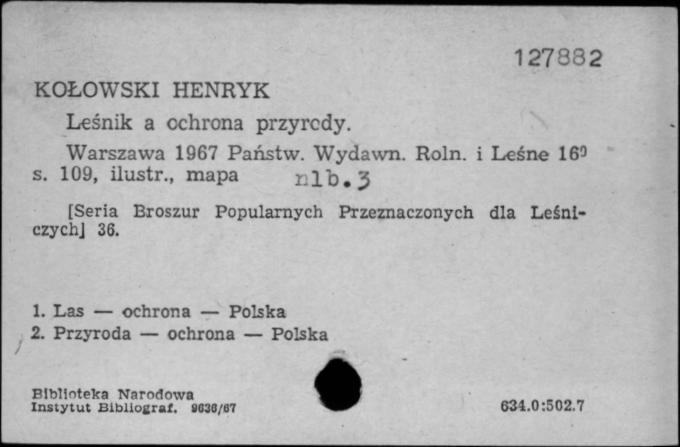 127882
KOŁOWSKI HENRYK
Leśnik a ochrona przyrody.
Warszawa 1967 Państw. Wydawn. Roln. i Leśne 16⁰
s. 109, ilustr., mapa nlb.3
[Seria Broszur Popularnych Przeznaczonych dla Leśni-
czych] 36.
1. Las — ochrona — Polska
2. Przyroda — ochrona — Polska
Biblioteka Narodowa
Instytut Bibliograf. 9636/67
634.0:502.7